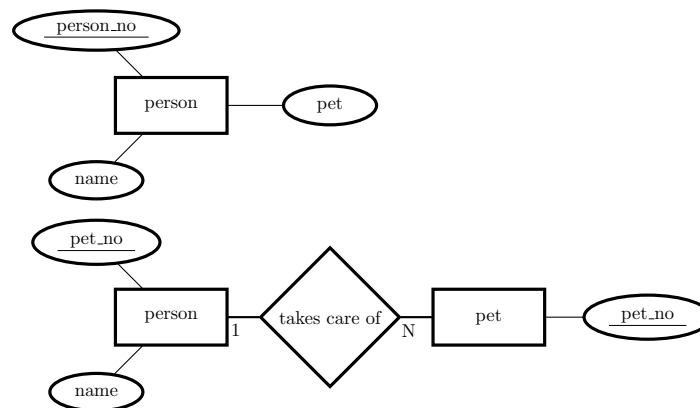 person_no
person
pet
name
pet_no
person
1
takes care of
N
pet
pet_no
name